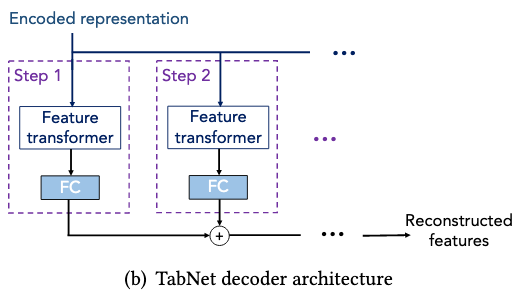 Encoded representation
...
Step 1
Step 2
Feature
transformer
Feature
transformer
...
FC
FC
+
...
Reconstructed
features
(b) TabNet decoder architecture